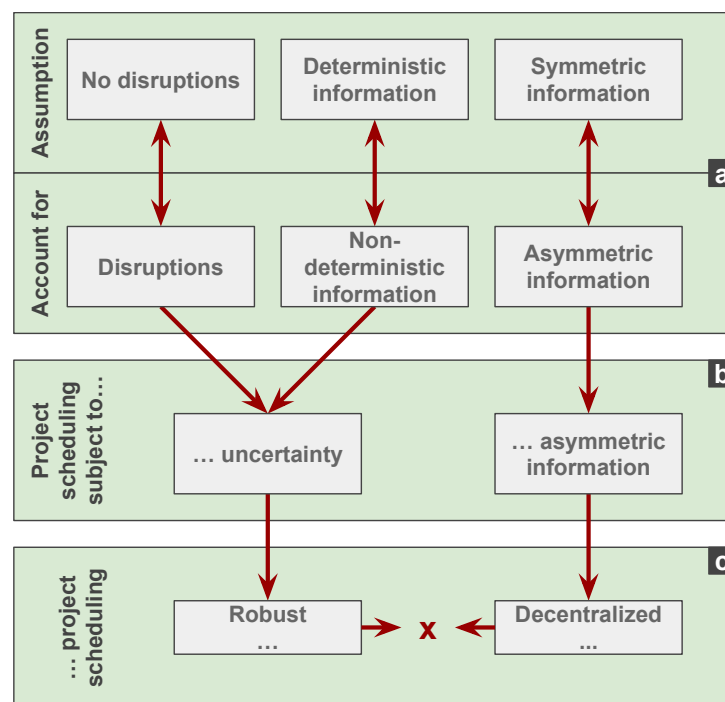 Assumption
No disruptions
Deterministic
information
Symmetric
information
a
Account for
Disruptions
Non-
deterministic
information
Asymmetric
information
b
Project
scheduling
subject to…
… uncertainty
… asymmetric
information
c
… project
scheduling
Robust
…
x
Decentralized
...